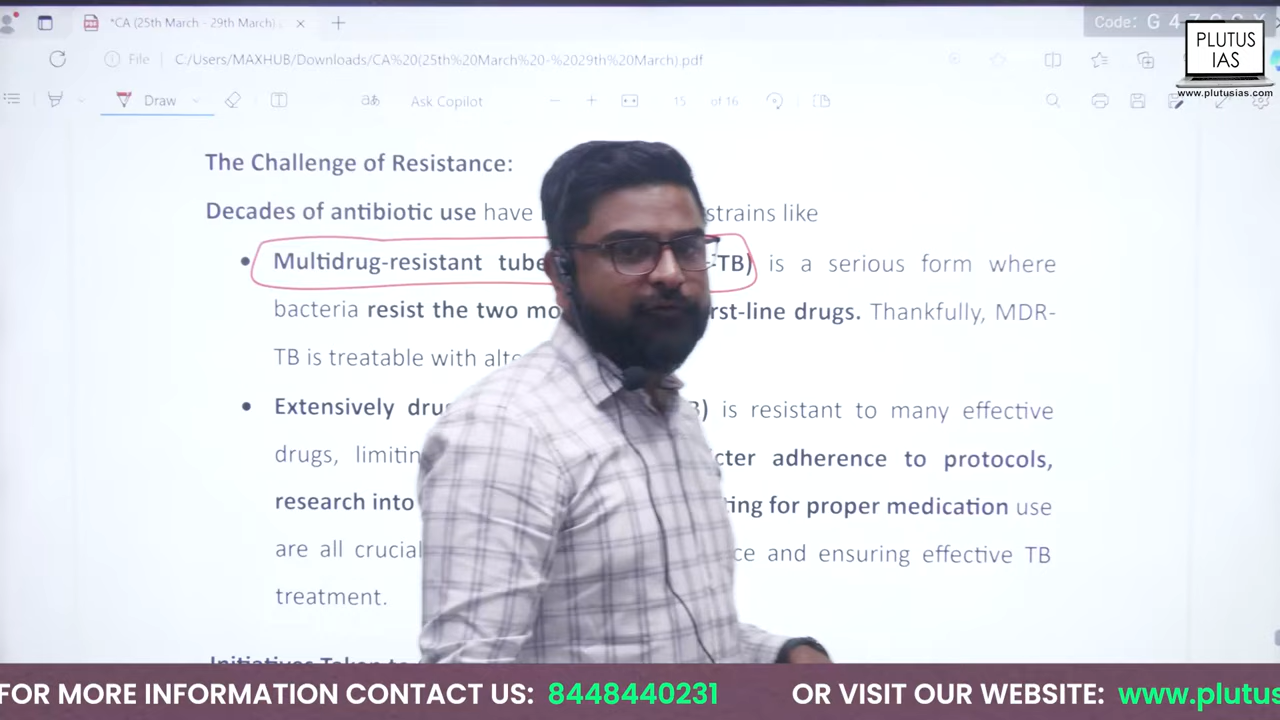 *CA (25th March - 29th March)
Code: G 4 7
PLUTUS
IAS
www.plutusias.com
File C:/Users/MAXHUB/Downloads/CA%20(25th%20March%20-%2029th%20March).pdf
Draw Ask Copilot 15 of 16
The Challenge of Resistance:
Decades of antibiotic use have strains like
• Multidrug-resistant tube -TB) is a serious form where
bacteria resist the two mo rst-line drugs. Thankfully, MDR-
TB is treatable with alte
• Extensively dru B) is resistant to many effective
drugs, limitin cter adherence to protocols,
research into ting for proper medication use
are all crucial ce and ensuring effective TB
treatment.
Initiatives Taken to
FOR MORE INFORMATION CONTACT US: 8448440231 OR VISIT OUR WEBSITE: www.plutus